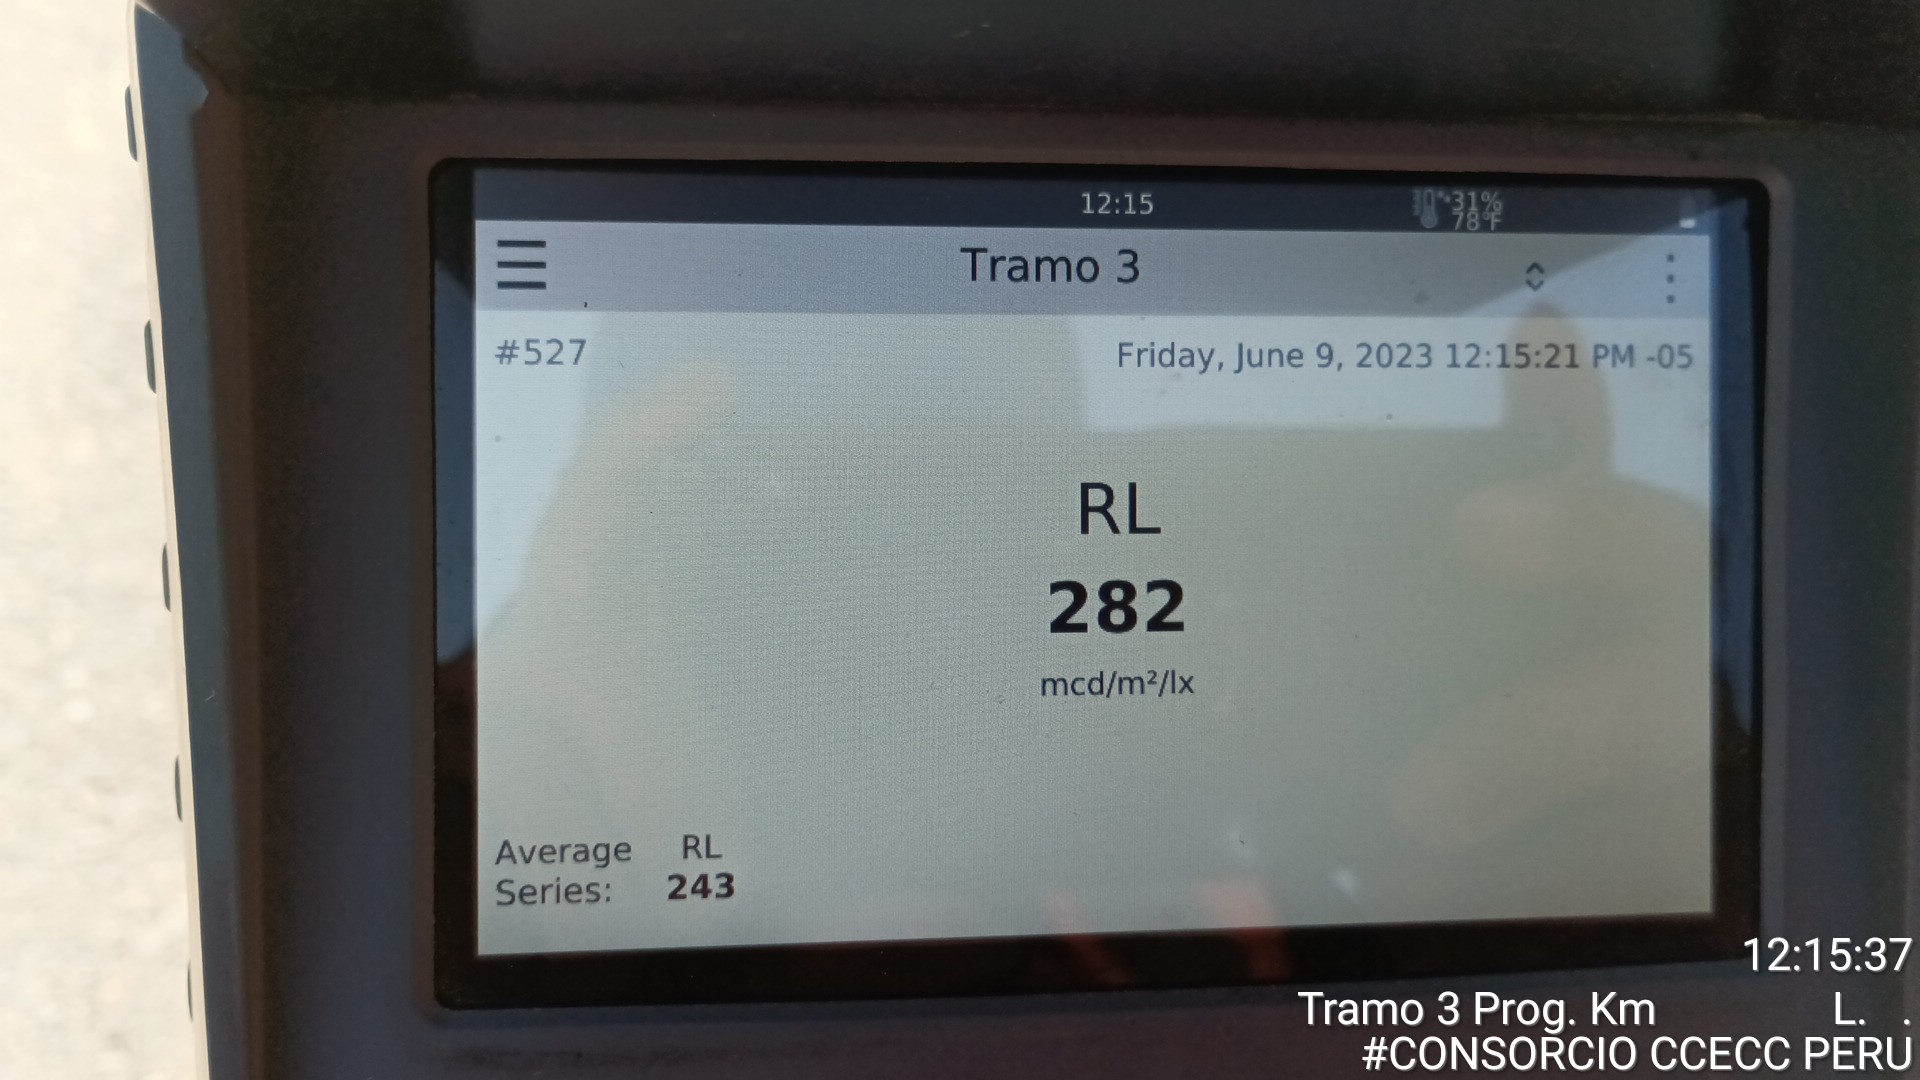 12:15
31%
78°F
Tramo 3
#527
Friday, June 9, 2023 12:15:21 PM -05
RL
282
mcd/m²/lx
Average RL
Series: 243
12:15:37
Tramo 3 Prog. Km L. .
#CONSORCIO CCECC PERU